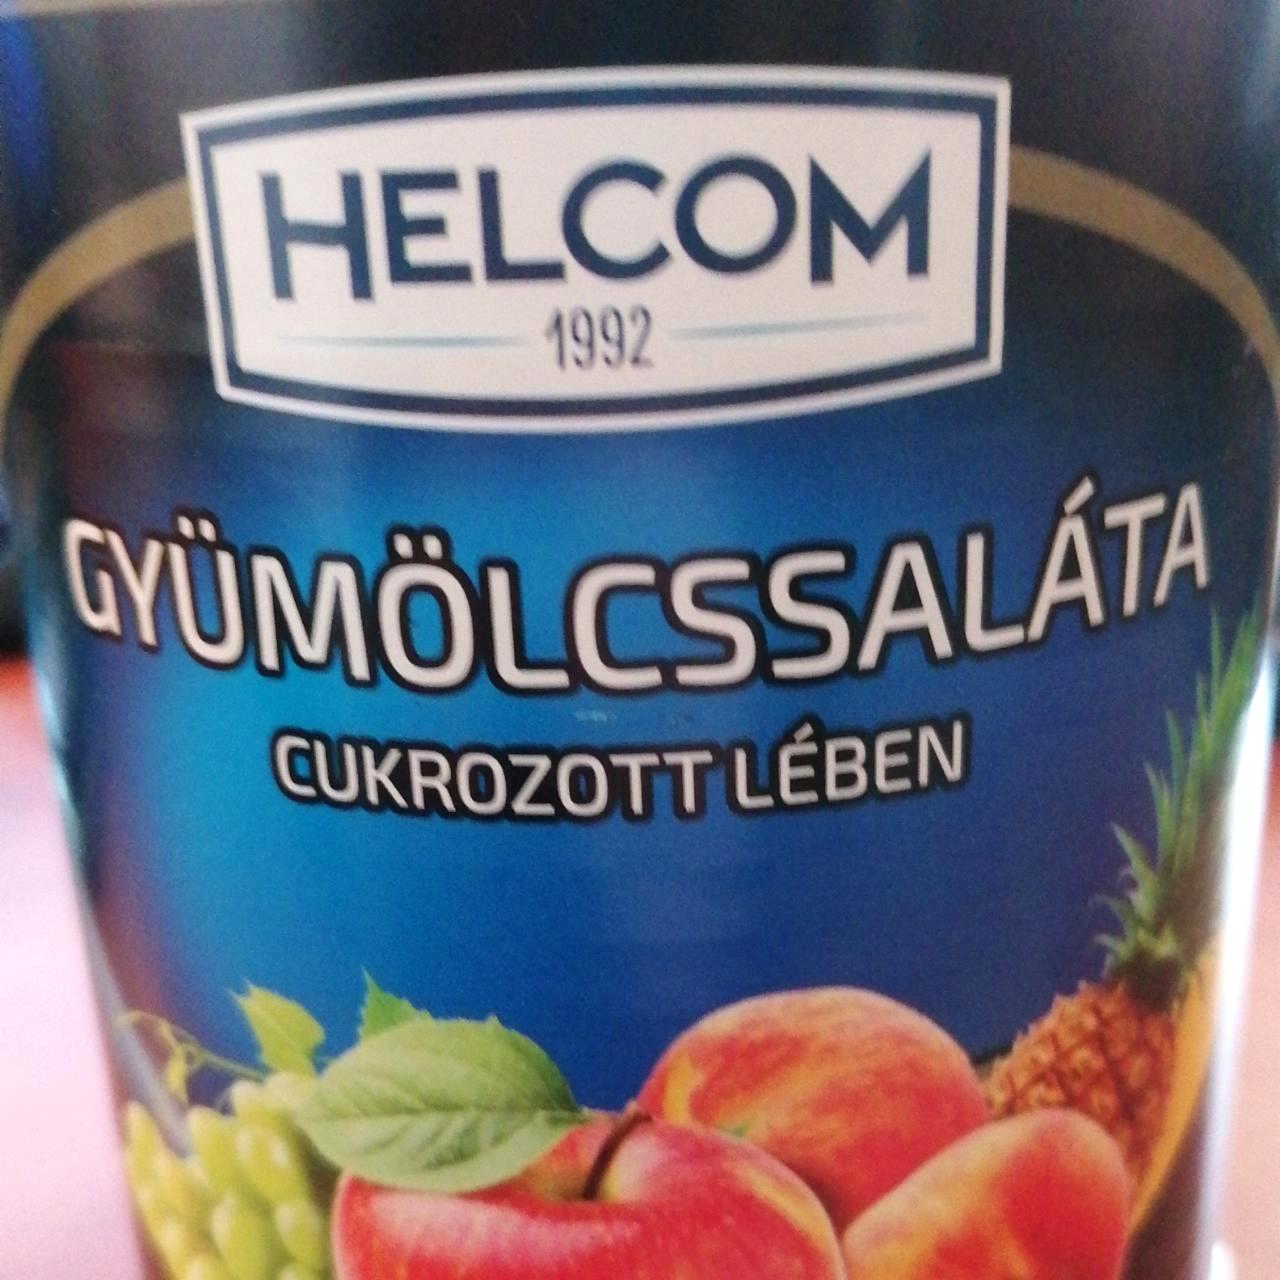 HELCOM
1992
GYÜMÖLCSSALÁTA
CUKROZOTT LÉBEN